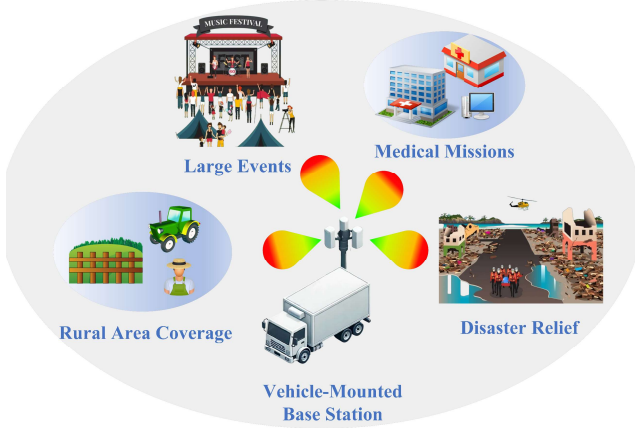 MUSIC FESTIVAL
Large Events
Medical Missions
Rural Area Coverage
Disaster Relief
Vehicle-Mounted
Base Station